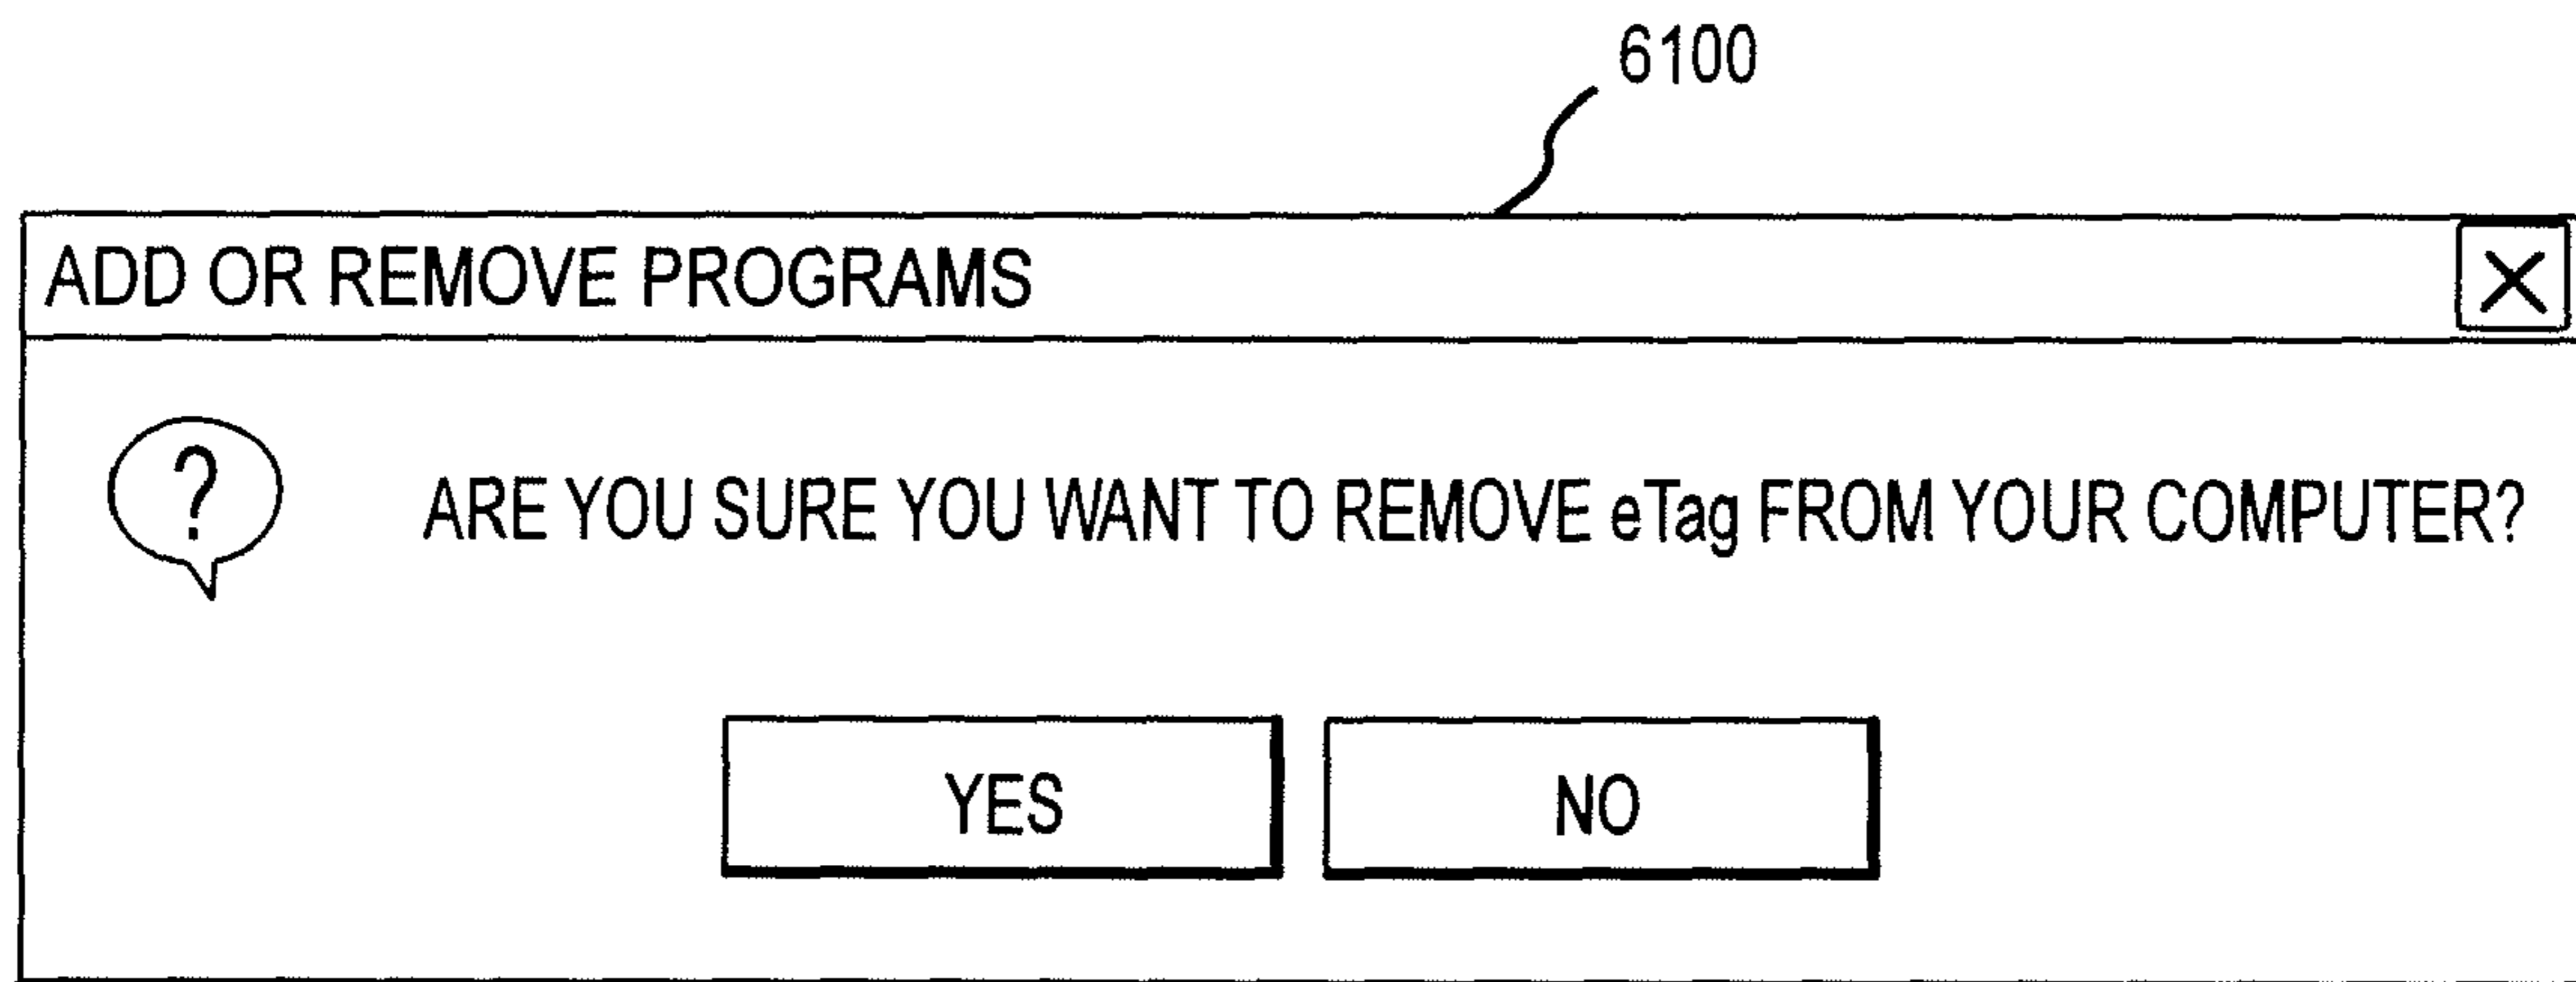 6100
ADD OR REMOVE PROGRAMS X
? ARE YOU SURE YOU WANT TO REMOVE eTag FROM YOUR COMPUTER?
YES NO